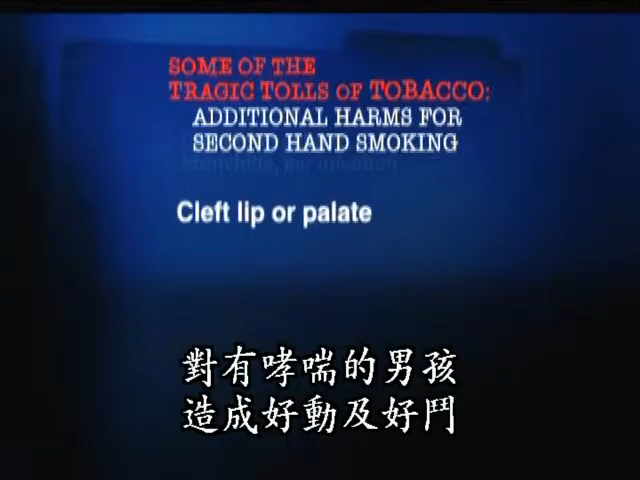 SOME OF THE
TRAGIC TOLLS OF TOBACCO:
ADDITIONAL HARMS FOR
SECOND HAND SMOKING
Cleft lip or palate
對有哮喘的男孩
造成好動及好鬥